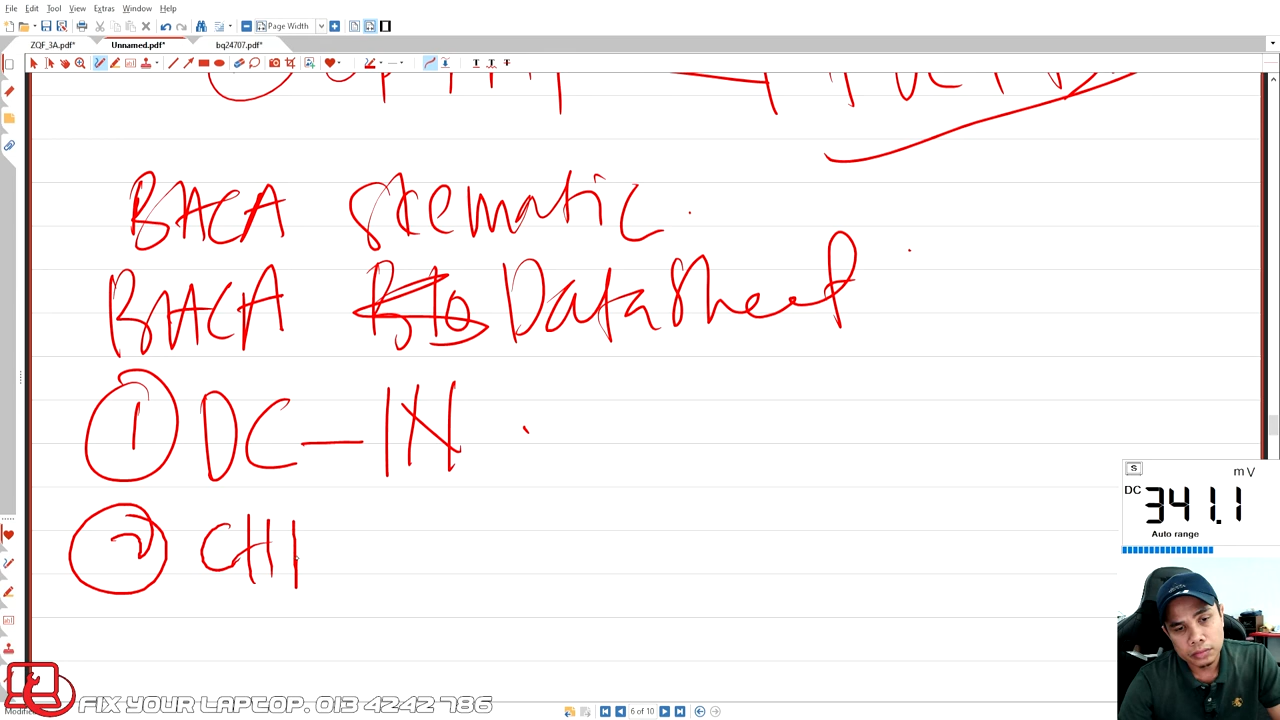 File Edit Tool View Extras Window Help
Page Width
ZQF_3A.pdf* Unnamed.pdf* bq24707.pdf*
BACA skematic.
BACA Datasheet
1 DC-IN
2 CHI
S mV
DC 341.1
Auto range
FIX YOUR LAPTOP. 013 4242 786
6 of 10